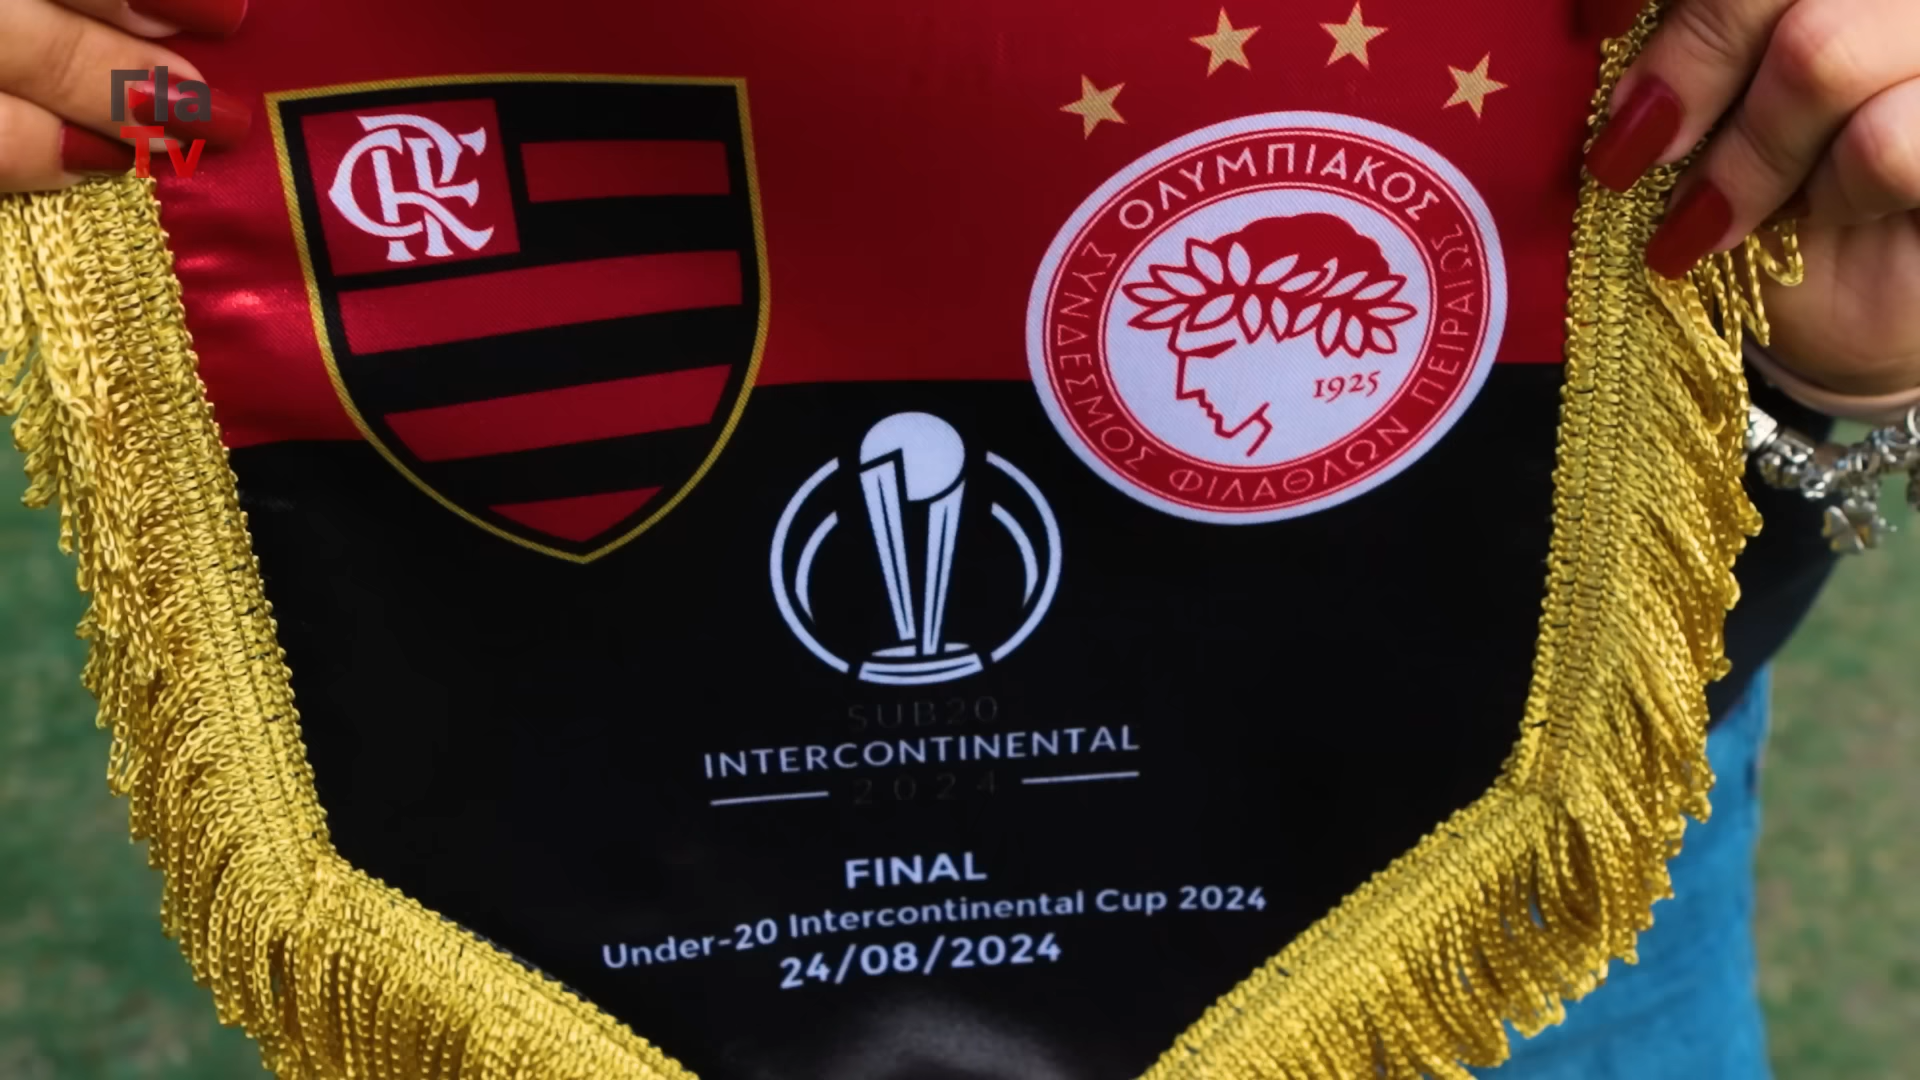 Fla
Tv
CRF
ΟΛΥΜΠΙΑΚΟΣ
ΣΥΝΔΕΣΜΟΣ ΦΙΛΑΘΛΩΝ ΠΕΙΡΑΙΩΣ
1925
SUB20
INTERCONTINENTAL
2024
FINAL
Under-20 Intercontinental Cup 2024
24/08/2024